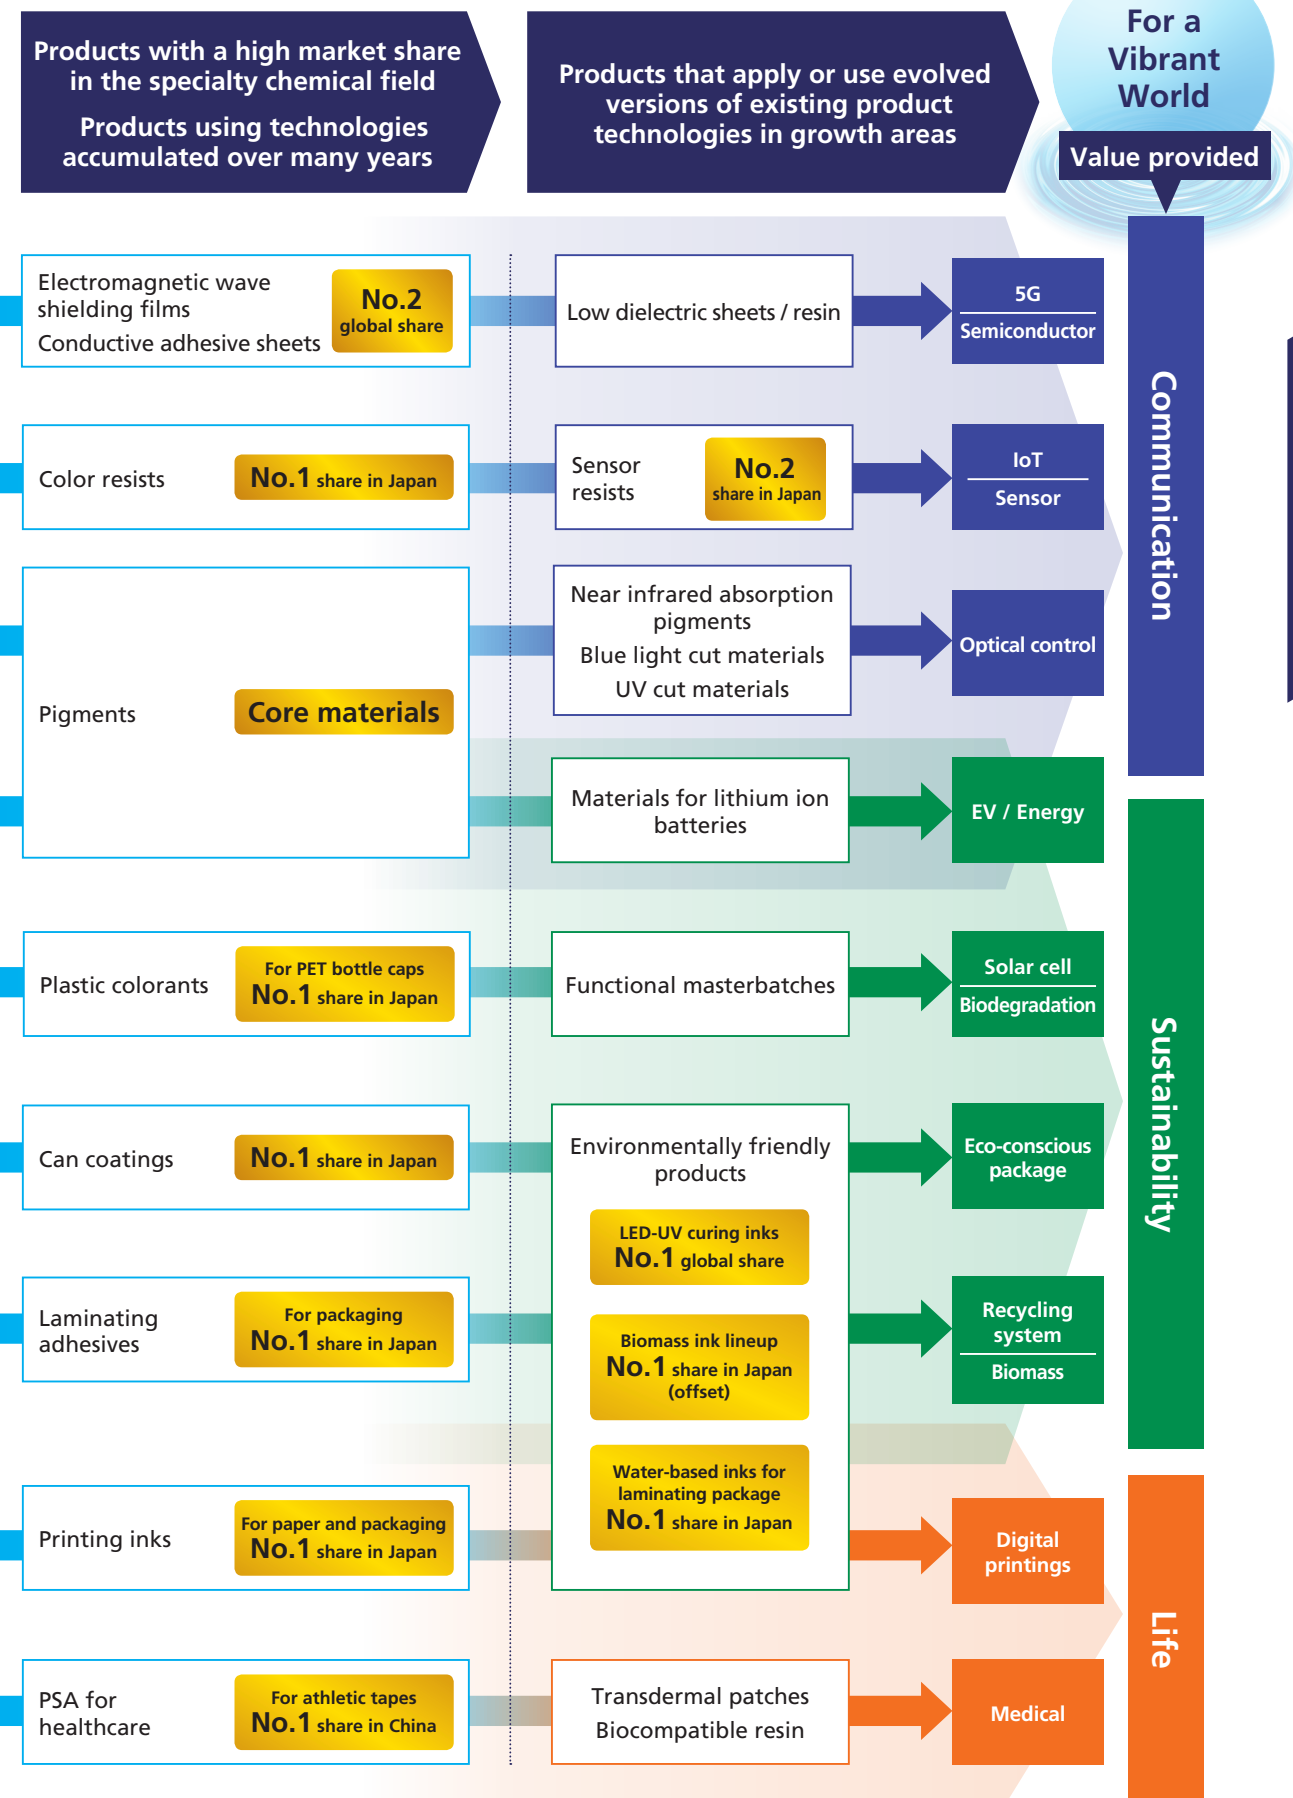 Products with a high market share
in the specialty chemical field
Products using technologies
accumulated over many years
Products that apply or use evolved
versions of existing product
technologies in growth areas
For a
Vibrant
World
Value provided
Electromagnetic wave
shielding films
Conductive adhesive sheets
No.2
global share
Low dielectric sheets / resin
5G
Semiconductor
Communication
Color resists
No.1 share in Japan
Sensor
resists
No.2
share in Japan
IoT
Sensor
Pigments
Core materials
Near infrared absorption
pigments
Blue light cut materials
UV cut materials
Optical control
Materials for lithium ion
batteries
EV / Energy
Sustainability
Plastic colorants
For PET bottle caps
No.1 share in Japan
Functional masterbatches
Solar cell
Biodegradation
Can coatings
No.1 share in Japan
Environmentally friendly
products
LED-UV curing inks
No.1 global share
Biomass ink lineup
No.1 share in Japan
(offset)
Water-based inks for
laminating package
No.1 share in Japan
Eco-conscious
package
Laminating
adhesives
For packaging
No.1 share in Japan
Recycling
system
Biomass
Printing inks
For paper and packaging
No.1 share in Japan
Digital
printings
Life
PSA for
healthcare
For athletic tapes
No.1 share in China
Transdermal patches
Biocompatible resin
Medical